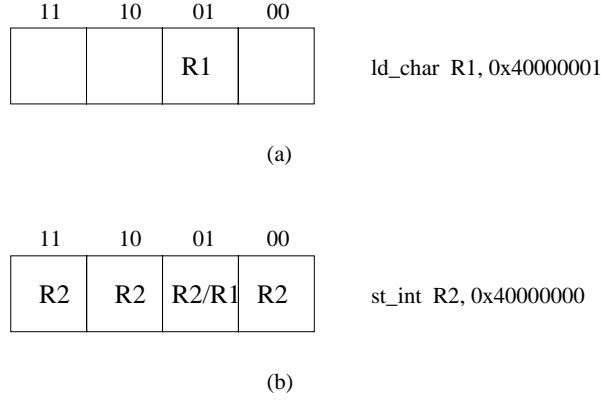 11 10 01 00
R1 ld_char R1, 0x40000001
(a)
11 10 01 00
R2 R2 R2/R1 R2 st_int R2, 0x40000000
(b)